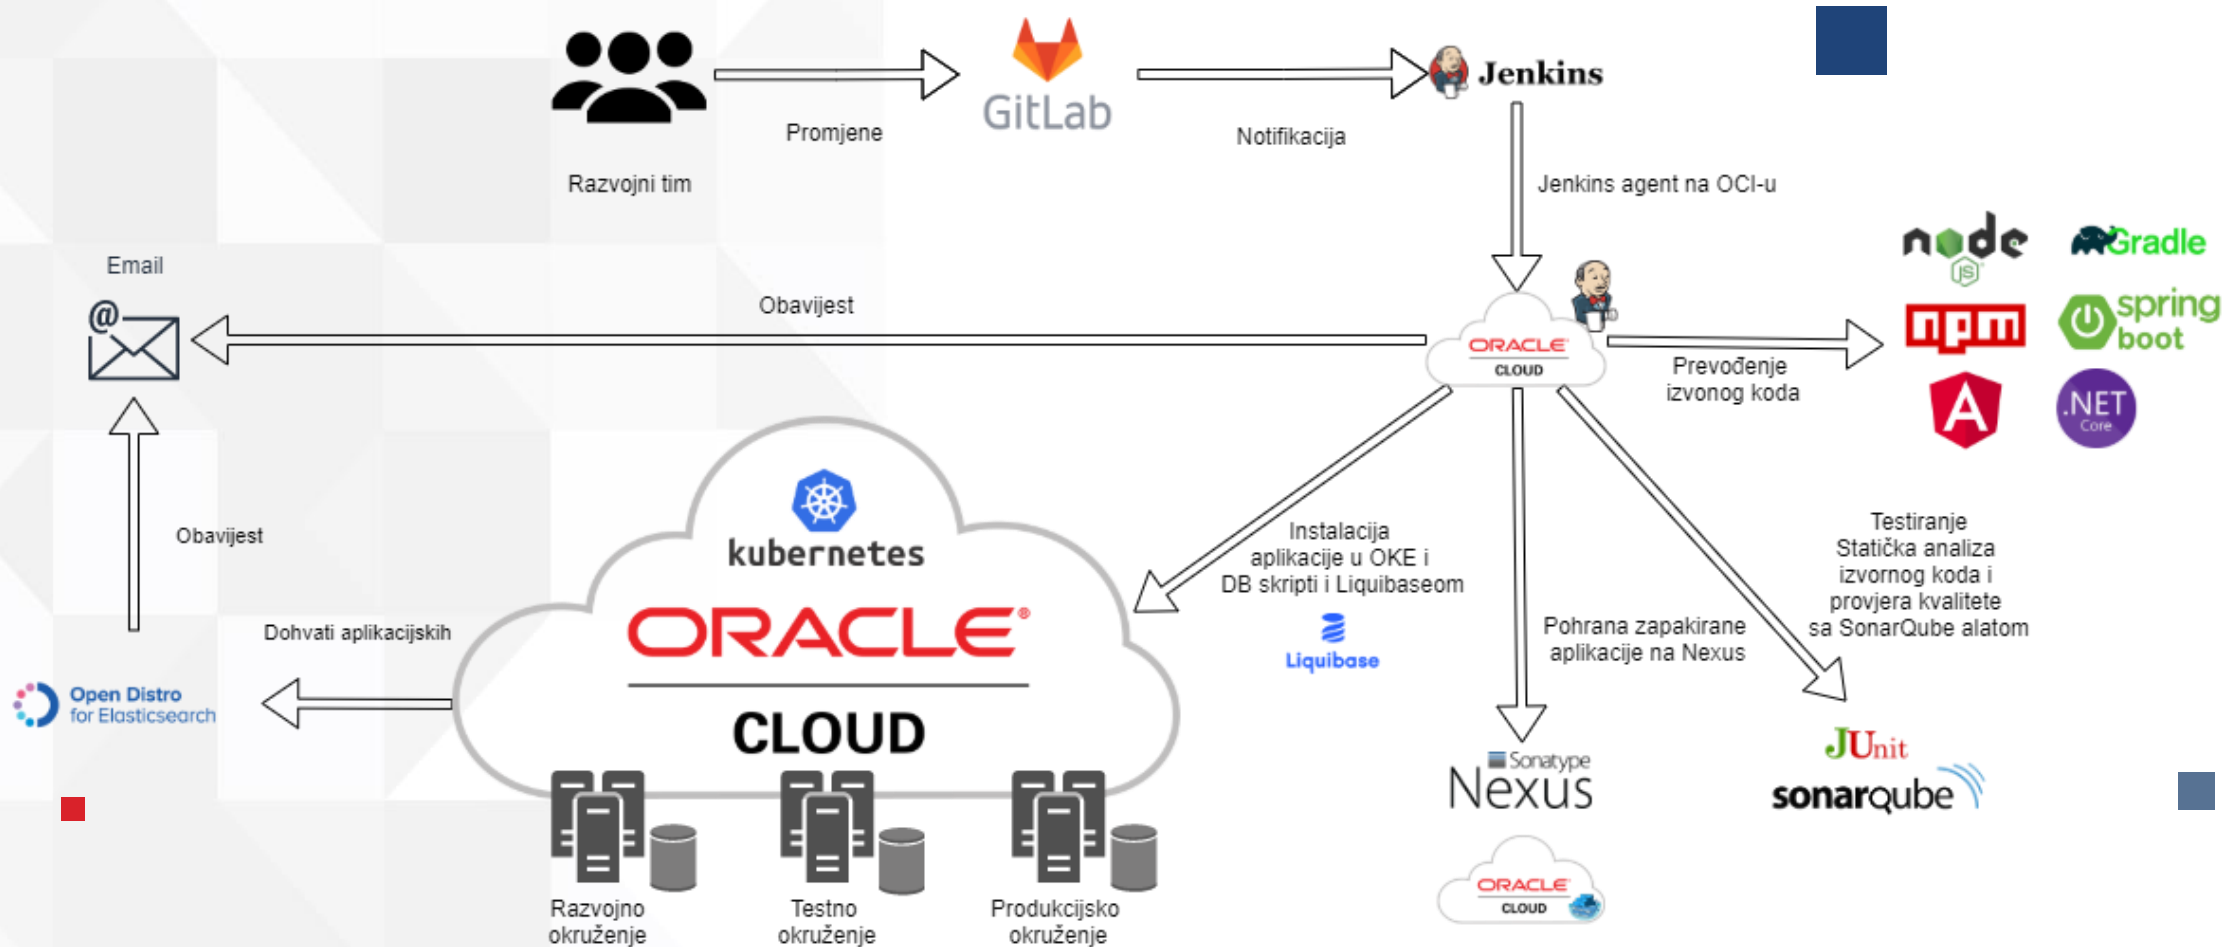 GitLab
Jenkins
Promjene
Notifikacija
Razvojni tim
Jenkins agent na OCI-u
node
JS
Gradle
Email
@
Obavijest
ORACLE
CLOUD
Prevođenje
izvonog koda
npm
spring
boot
A
.NET
Core
kubernetes
ORACLE®
CLOUD
Instalacija
aplikacije u OKE i
DB skripti i Liquibaseom
Liquibase
Testiranje
Statička analiza
izvornog koda i
provjera kvalitete
sa SonarQube alatom
Obavijest
Dohvati aplikacijskih
Pohrana zapakirane
aplikacije na Nexus
Open Distro
for Elasticsearch
Sonatype
Nexus
JUnit
sonarqube
ORACLE
CLOUD
Razvojno
okruženje
Testno
okruženje
Produkcijsko
okruženje